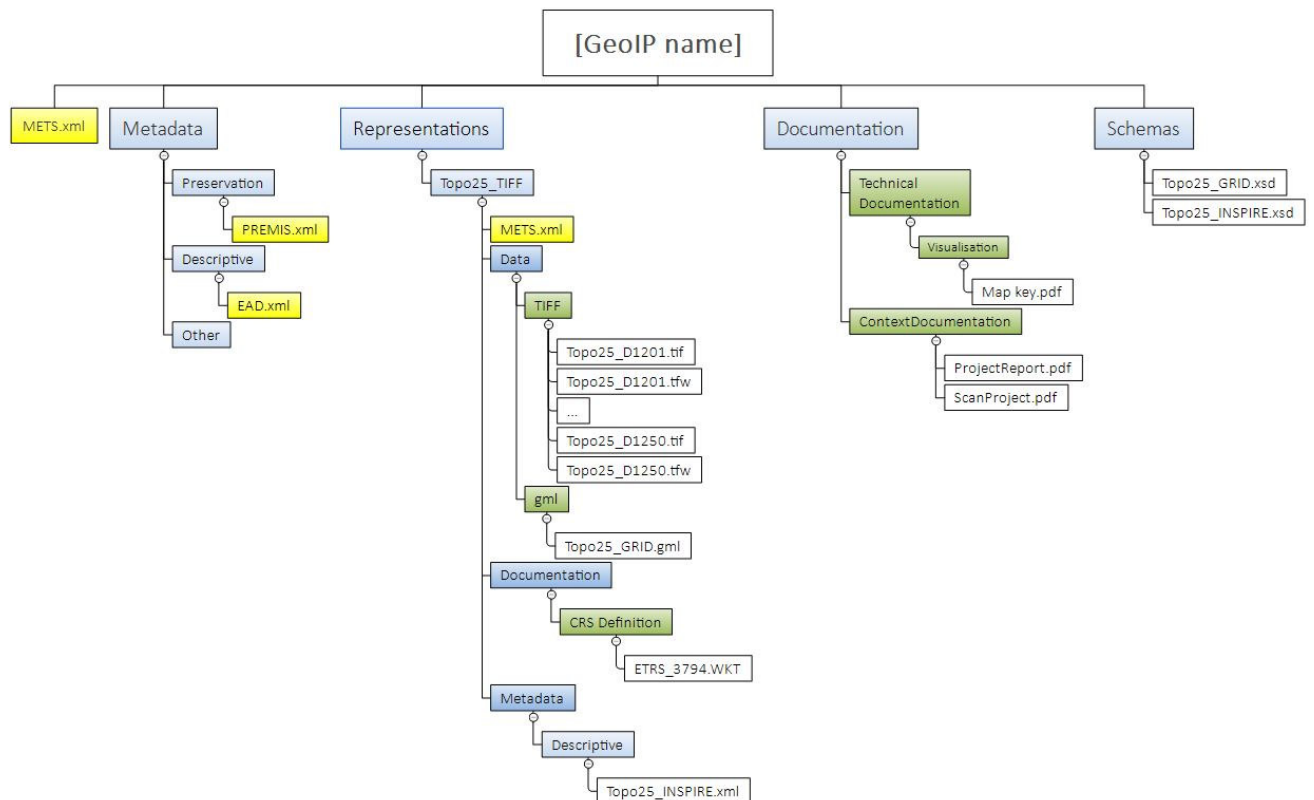 [GeoIP name]
METS.xml
Metadata
Preservation
PREMIS.xml
Descriptive
EAD.xml
Other
Representations
Topo25_TIFF
METS.xml
Data
TIFF
Topo25_D1201.tif
Topo25_D1201.tfw
...
Topo25_D1250.tif
Topo25_D1250.tfw
gml
Topo25_GRID.gml
Documentation
CRS Definition
ETRS_3794.WKT
Metadata
Descriptive
Topo25_INSPIRE.xml
Documentation
Technical
Documentation
Visualisation
Map key.pdf
ContextDocumentation
ProjectReport.pdf
ScanProject.pdf
Schemas
Topo25_GRID.xsd
Topo25_INSPIRE.xsd